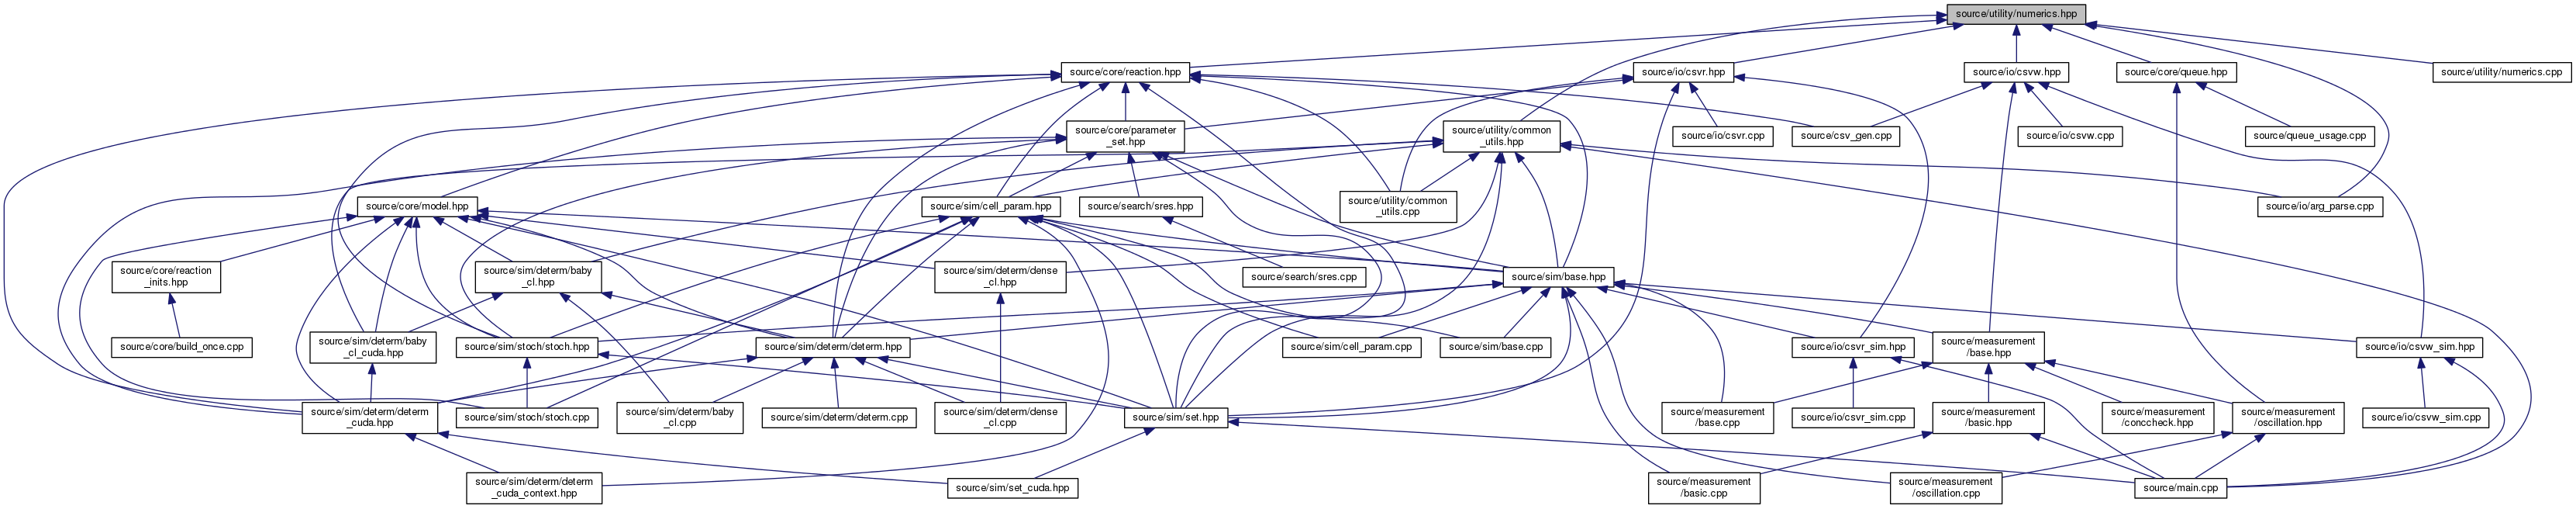 source/utility/numerics.hpp
source/core/reaction.hpp
source/io/csvr.hpp
source/io/csvw.hpp
source/core/queue.hpp
source/utility/numerics.cpp
source/core/parameter
_set.hpp
source/utility/common
_utils.hpp
source/io/csvr.cpp
source/csv_gen.cpp
source/io/csvw.cpp
source/queue_usage.cpp
source/core/model.hpp
source/sim/cell_param.hpp
source/search/sres.hpp
source/utility/common
_utils.cpp
source/io/arg_parse.cpp
source/core/reaction
_inits.hpp
source/sim/determ/baby
_cl.hpp
source/sim/determ/dense
_cl.hpp
source/search/sres.cpp
source/sim/base.hpp
source/core/build_once.cpp
source/sim/determ/baby
_cl_cuda.hpp
source/sim/stoch/stoch.hpp
source/sim/determ/determ.hpp
source/sim/cell_param.cpp
source/sim/base.cpp
source/io/csvr_sim.hpp
source/measurement
/base.hpp
source/io/csvw_sim.hpp
source/sim/determ/determ
_cuda.hpp
source/sim/stoch/stoch.cpp
source/sim/determ/baby
_cl.cpp
source/sim/determ/determ.cpp
source/sim/determ/dense
_cl.cpp
source/sim/set.hpp
source/measurement
/base.cpp
source/io/csvr_sim.cpp
source/measurement
/basic.hpp
source/measurement
/conccheck.hpp
source/measurement
/oscillation.hpp
source/io/csvw_sim.cpp
source/sim/determ/determ
_cuda_context.hpp
source/sim/set_cuda.hpp
source/measurement
/basic.cpp
source/measurement
/oscillation.cpp
source/main.cpp